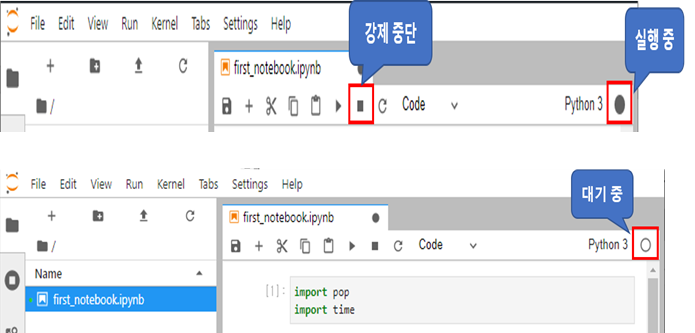 File Edit View Run Kernel Tabs Settings Help
강제 중단
실행 중
first_notebook.ipynb
/
Code
Python 3
File Edit View Run Kernel Tabs Settings Help
대기 중
first_notebook.ipynb
/
Code
Python 3
Name
first_notebook.ipynb
[1]:
import pop
import time